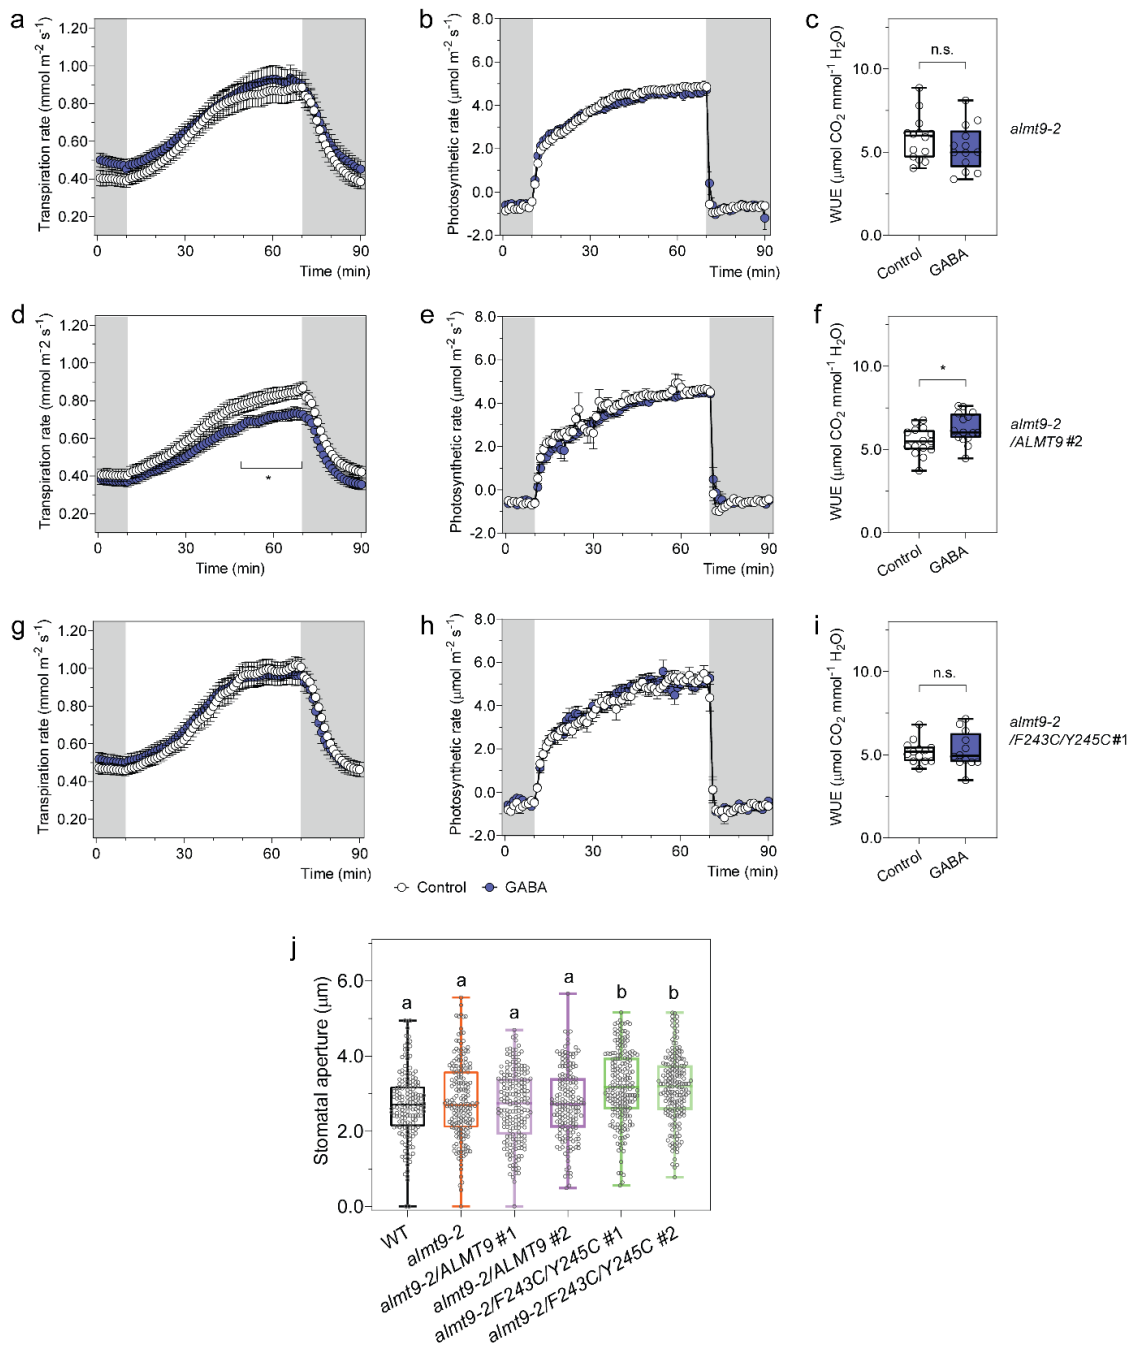 a
Transpiration rate (mmol m-2 s-1)
1.20
1.00
0.80
0.60
0.40
0.20
0
30
60
90
Time (min)
b
Photosynthetic rate (μmol m-2 s-1)
8.0
6.0
4.0
2.0
0.0
-2.0
0
30
60
90
Time (min)
c
WUE (μmol CO2 mmol-1 H2O)
10.0
5.0
0.0
n.s.
Control
GABA
almt9-2
d
Transpiration rate (mmol m-2 s-1)
1.20
1.00
0.80
0.60
0.40
0.20
*
0
30
60
90
Time (min)
e
Photosynthetic rate (μmol m-2 s-1)
8.0
6.0
4.0
2.0
0.0
-2.0
0
30
60
90
Time (min)
f
WUE (μmol CO2 mmol-1 H2O)
10.0
5.0
0.0
*
Control
GABA
almt9-2
/ALMT9 #2
g
Transpiration rate (mmol m-2 s-1)
1.20
1.00
0.80
0.60
0.40
0.20
0
30
60
90
Time (min)
h
Photosynthetic rate (μmol m-2 s-1)
8.0
6.0
4.0
2.0
0.0
-2.0
0
30
60
90
Time (min)
i
WUE (μmol CO2 mmol-1 H2O)
10.0
5.0
0.0
n.s.
Control
GABA
almt9-2
/F243C/Y245C#1
Control GABA
j
Stomatal aperture (μm)
6.0
4.0
2.0
0.0
a
a
a
a
b
b
WT
almt9-2
almt9-2/ALMT9 #1
almt9-2/ALMT9 #2
almt9-2/F243C/Y245C #1
almt9-2/F243C/Y245C #2